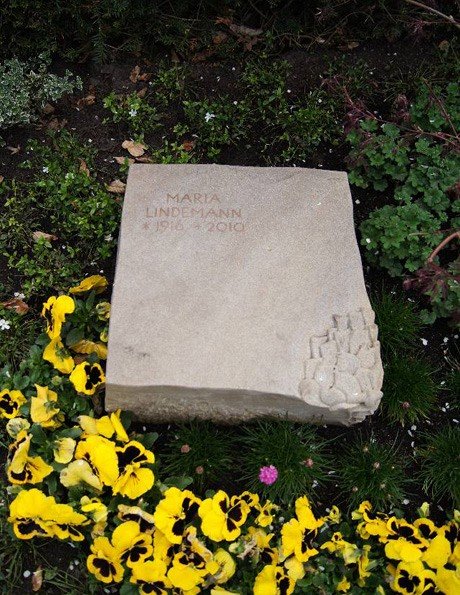 MARIA
LINDEMANN
* 1916 + 2010